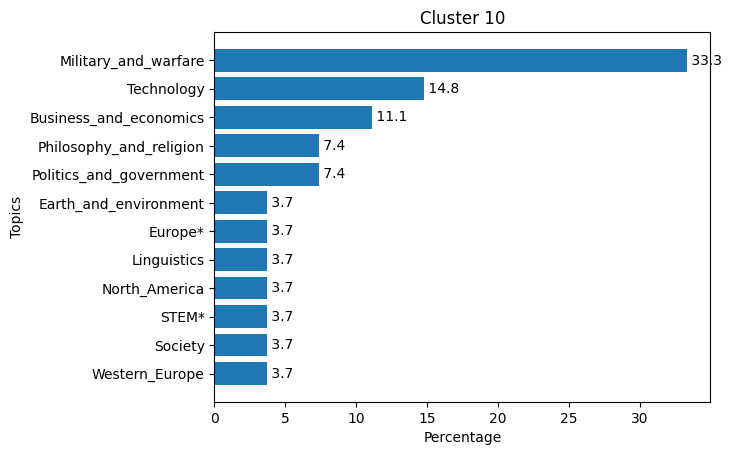 Cluster 10
Military_and_warfare 33.3
Technology 14.8
Business_and_economics 11.1
Philosophy_and_religion 7.4
Politics_and_government 7.4
Earth_and_environment 3.7
Europe* 3.7
Linguistics 3.7
North_America 3.7
STEM* 3.7
Society 3.7
Western_Europe 3.7
Topics
0 5 10 15 20 25 30
Percentage